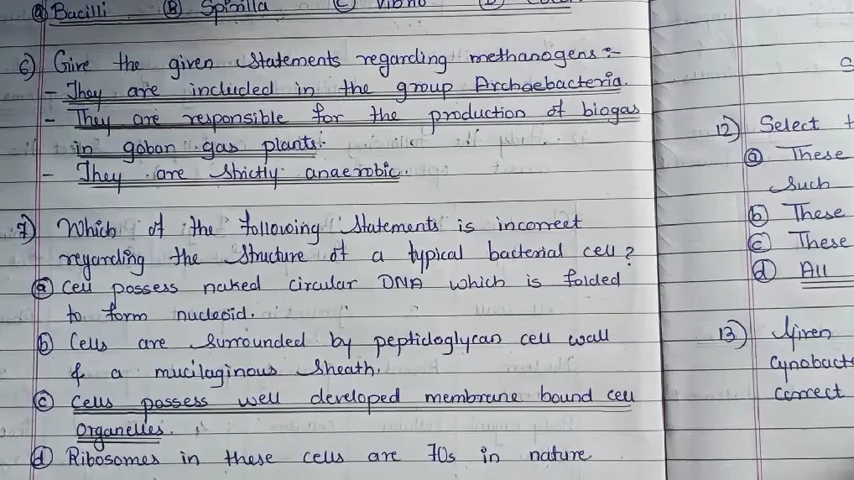 (a) Bacilli (B) Spirilla (C) Vibrio (D)
6) Give the given statements regarding methanogens :-
- They are included in the group Archaebacteria.
- They are responsible for the production of biogas
in gaban gas plants.
- They are strictly anaerobic.
7) Which of the following statements is incorrect
regarding the structure of a typical bacterial cell?
(a) Cell possess naked circular DNA which is folded
to form nucleoid.
(b) Cells are surrounded by peptidoglycan cell wall
& a mucilaginous sheath.
(c) Cells possess well developed membrane bound cell
organelles.
(d) Ribosomes in these cells are 70s in nature
12) Select
(a) These
such
(b) These
(c) These
(d) All
13) Given
cynobact
correct